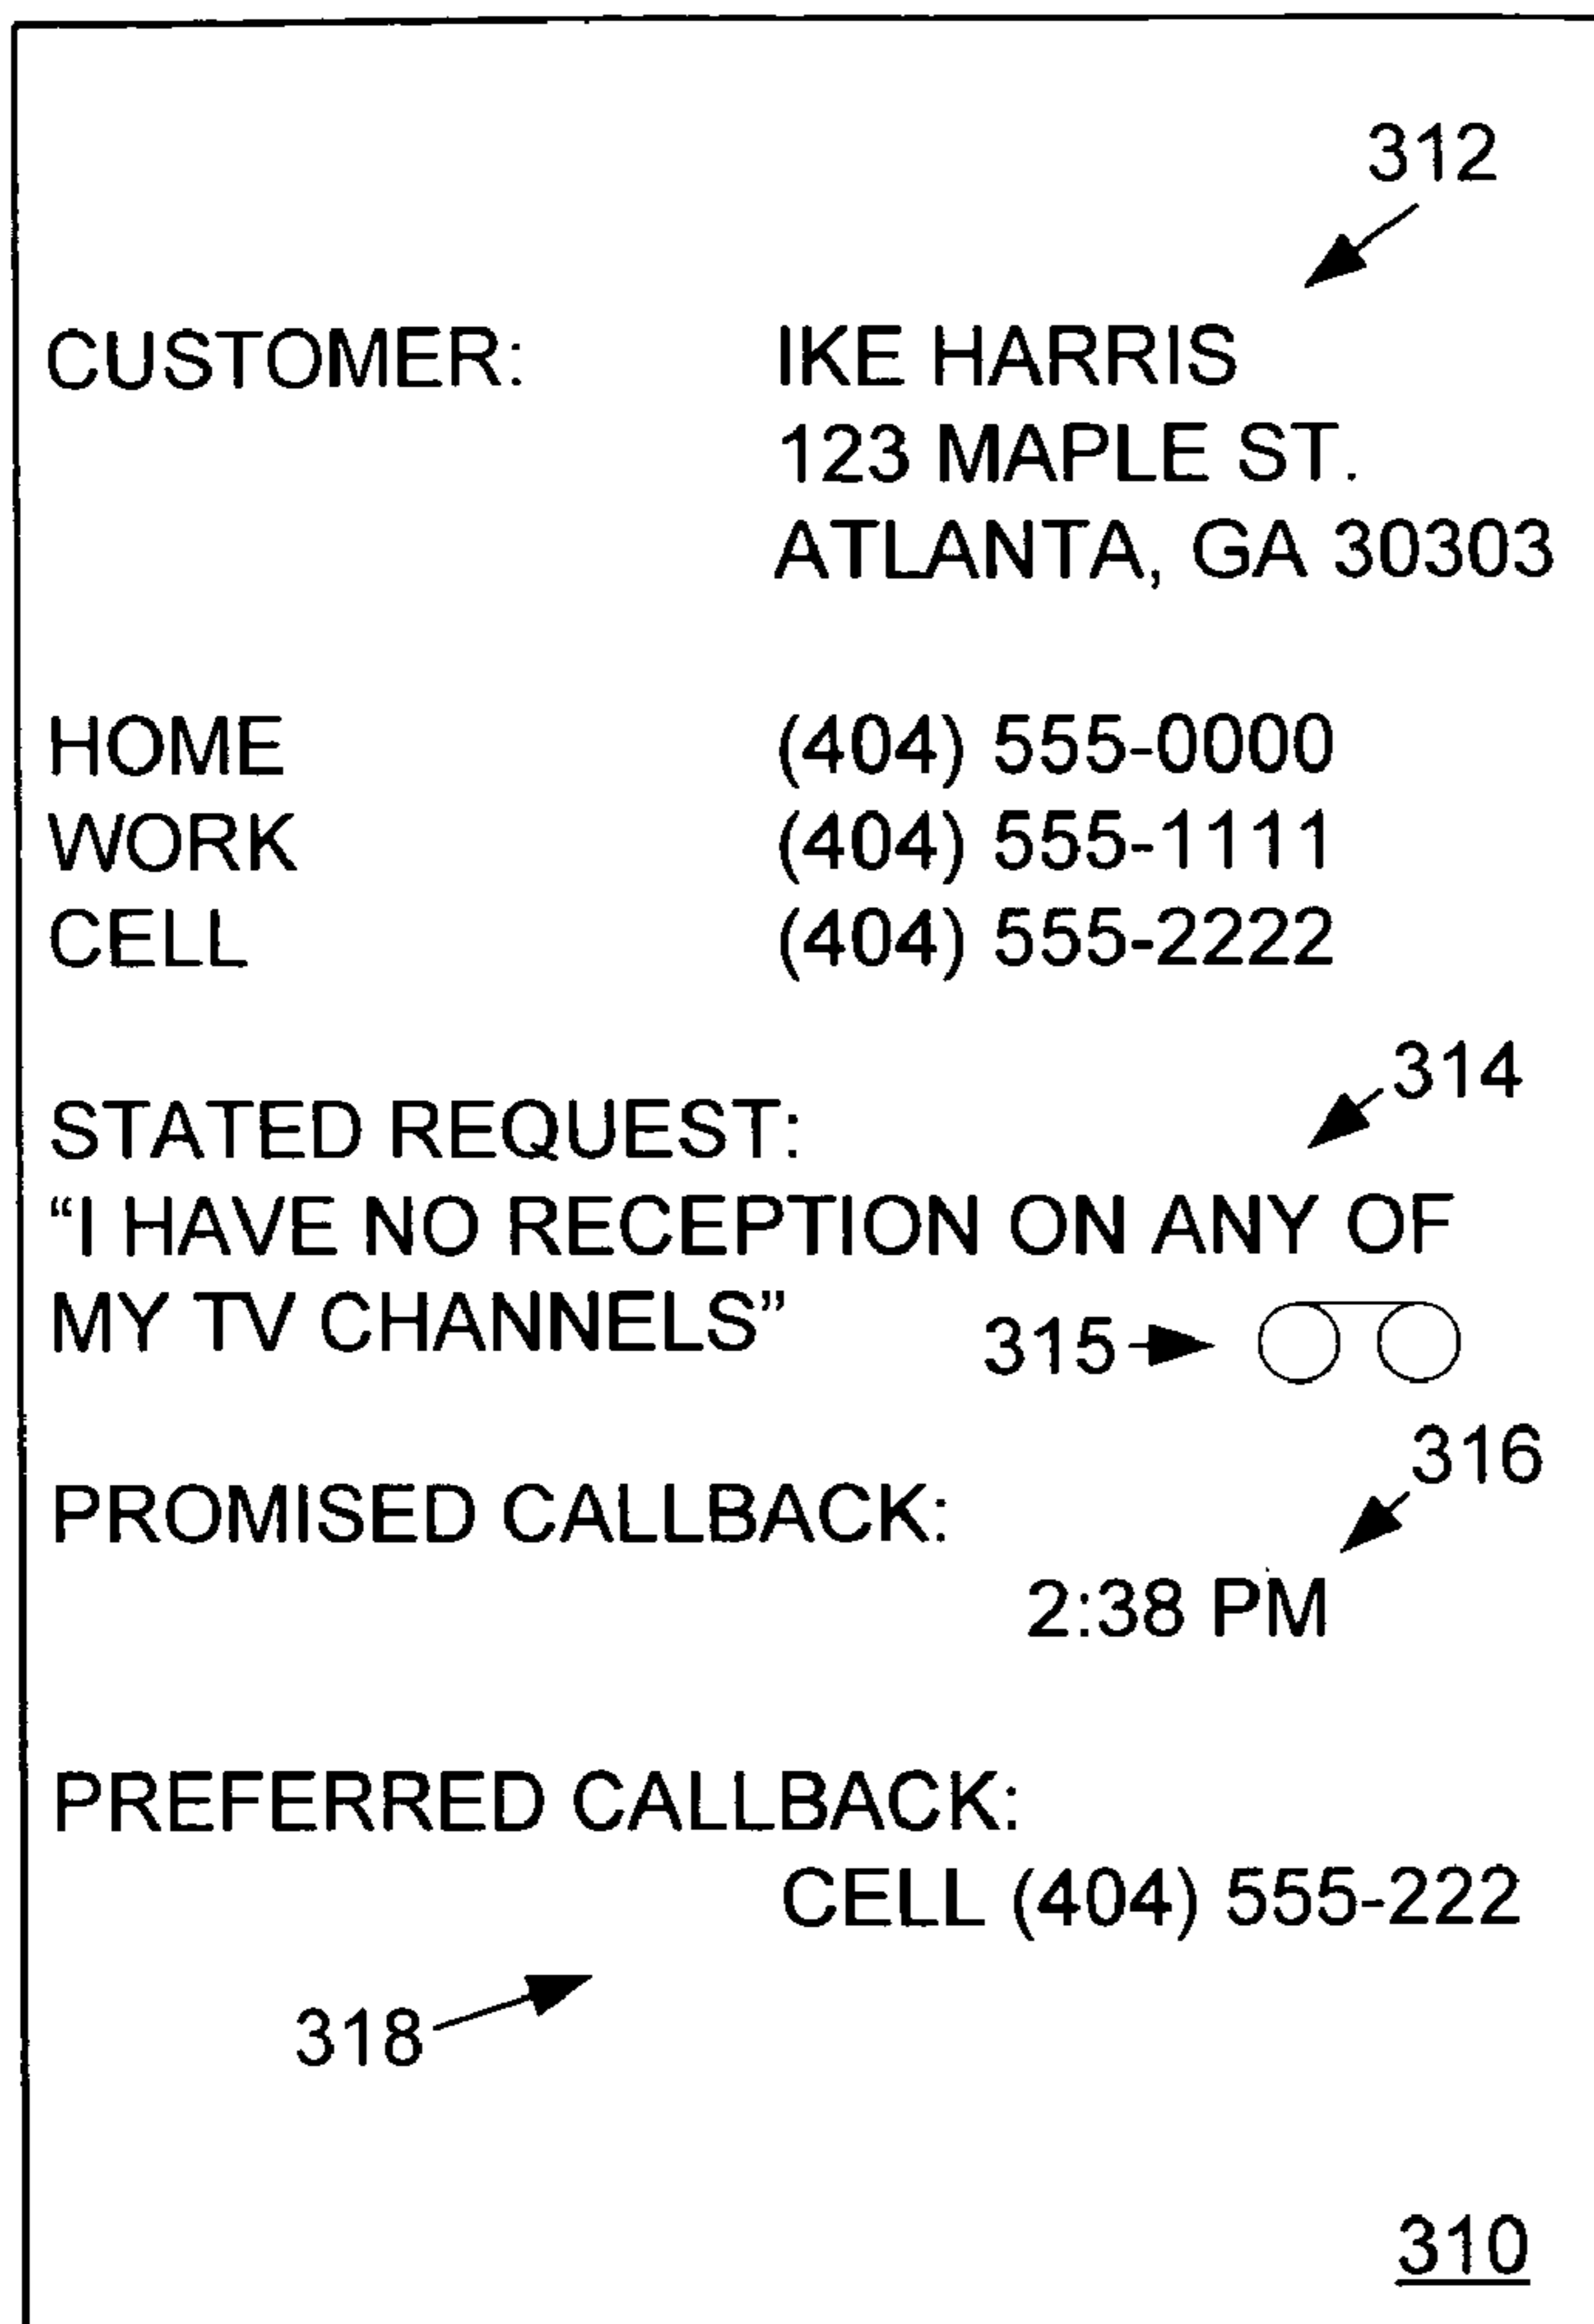 312
CUSTOMER: IKE HARRIS
123 MAPLE ST.
ATLANTA, GA 30303
HOME (404) 555-0000
WORK (404) 555-1111
CELL (404) 555-2222
314
STATED REQUEST:
“I HAVE NO RECEPTION ON ANY OF
MY TV CHANNELS”
315
316
PROMISED CALLBACK:
2:38 PM
PREFERRED CALLBACK:
CELL (404) 555-222
318
310